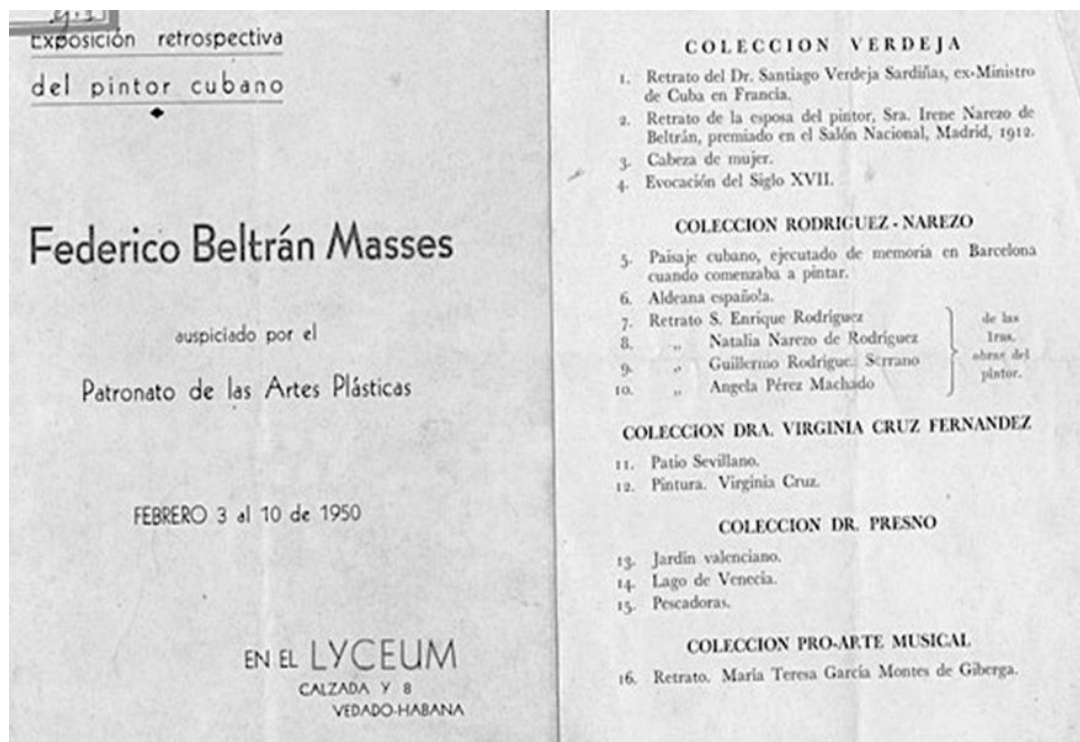 Exposición retrospectiva
del pintor cubano
Federico Beltrán Masses
auspiciado por el
Patronato de las Artes Plásticas
FEBRERO 3 al 10 de 1950
EN EL LYCEUM
CALZADA Y 8
VEDADO-HABANA
COLECCION VERDEJA
1. Retrato del Dr. Santiago Verdeja Sardiñas, ex-Ministro
de Cuba en Francia.
2. Retrato de la esposa del pintor, Sra. Irene Narezo de
Beltrán, premiado en el Salón Nacional, Madrid, 1912.
3. Cabeza de mujer.
4. Evocación del Siglo XVII.
COLECCION RODRIGUEZ - NAREZO
5. Paisaje cubano, ejecutado de memoria en Barcelona
cuando comenzaba a pintar.
6. Aldeana española.
7. Retrato S. Enrique Rodríguez
8. „ Natalia Narezo de Rodríguez
9. „ Guillermo Rodríguez Serrano
10. „ Angela Pérez Machado
de las
1ras.
obras del
pintor.
COLECCION DRA. VIRGINIA CRUZ FERNANDEZ
11. Patio Sevillano.
12. Pintura. Virginia Cruz.
COLECCION DR. PRESNO
13. Jardín valenciano.
14. Lago de Venecia.
15. Pescadoras.
COLECCION PRO-ARTE MUSICAL
16. Retrato. María Teresa García Montes de Giberga.